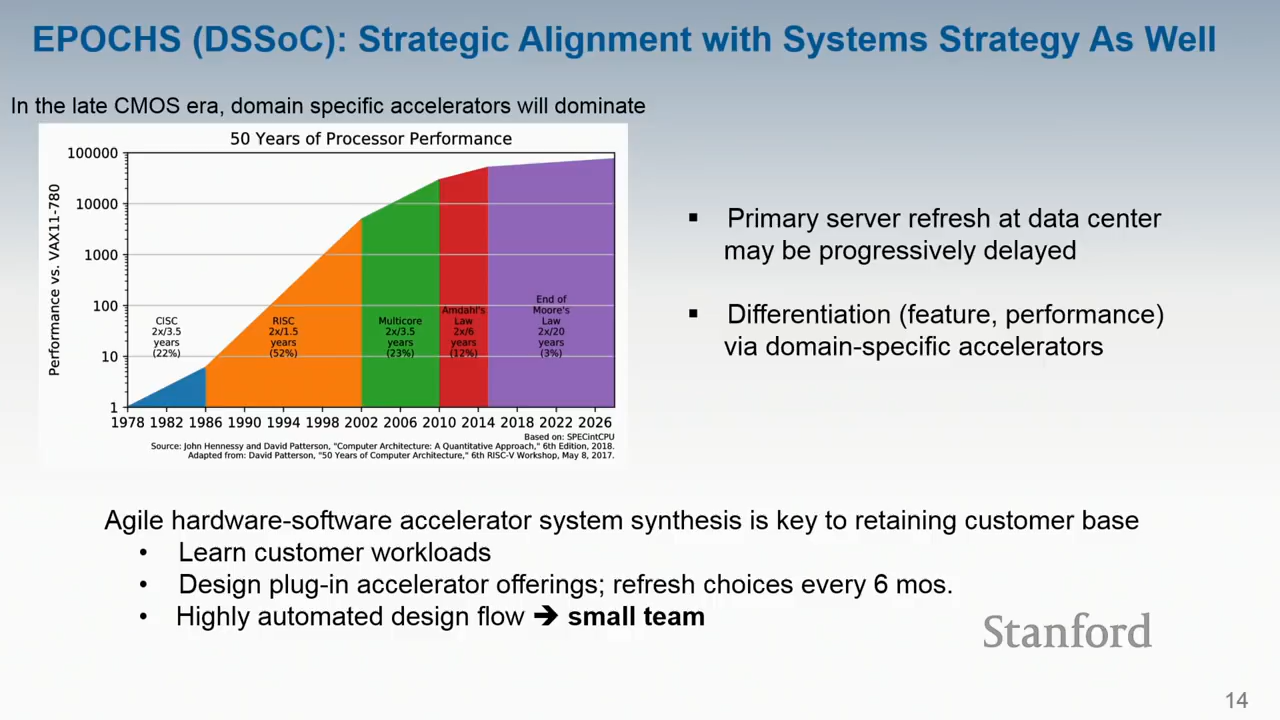 EPOCHS (DSSoC): Strategic Alignment with Systems Strategy As Well
In the late CMOS era, domain specific accelerators will dominate
50 Years of Processor Performance
Performance vs. VAX11-780
100000
10000
1000
100
10
1
CISC
2x/3.5
years
(22%)
RISC
2x/1.5
years
(52%)
Multicore
2x/3.5
years
(23%)
Amdahl's
Law
2x/6
years
(12%)
End of
Moore's
Law
2x/20
years
(3%)
1978 1982 1986 1990 1994 1998 2002 2006 2010 2014 2018 2022 2026
Based on: SPECintCPU
Source: John Hennessy and David Patterson, "Computer Architecture: A Quantitative Approach," 6th Edition, 2018.
Adapted from: David Patterson, "50 Years of Computer Architecture," 6th RISC-V Workshop, May 8, 2017.
▪ Primary server refresh at data center
may be progressively delayed
▪ Differentiation (feature, performance)
via domain-specific accelerators
Agile hardware-software accelerator system synthesis is key to retaining customer base
• Learn customer workloads
• Design plug-in accelerator offerings; refresh choices every 6 mos.
• Highly automated design flow ➔ small team
Stanford
14